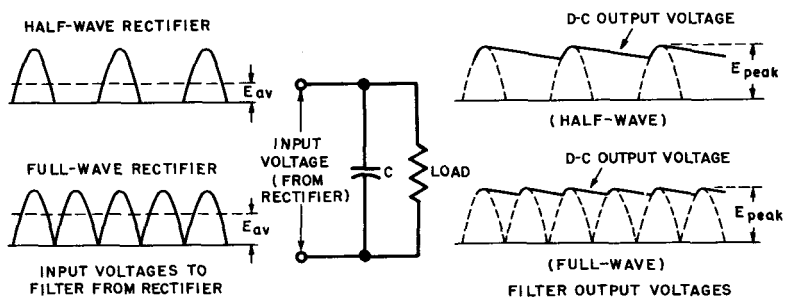 HALF-WAVE RECTIFIER
Eav
FULL-WAVE RECTIFIER
Eav
INPUT VOLTAGES TO
FILTER FROM RECTIFIER
INPUT
VOLTAGE
(FROM
RECTIFIER)
C
LOAD
D-C OUTPUT VOLTAGE
Epeak
(HALF-WAVE)
D-C OUTPUT VOLTAGE
Epeak
(FULL-WAVE)
FILTER OUTPUT VOLTAGES